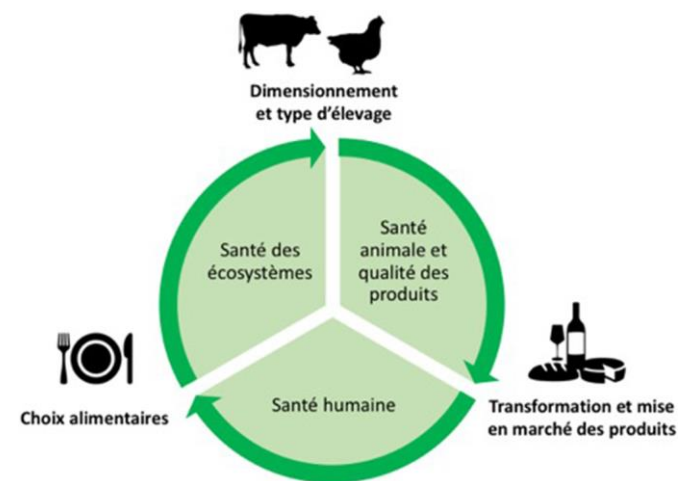 Dimensionnement
et type d'élevage
Santé des
écosystèmes
Santé
animale et
qualité des
produits
Choix alimentaires
Santé humaine
Transformation et mise
en marché des produits